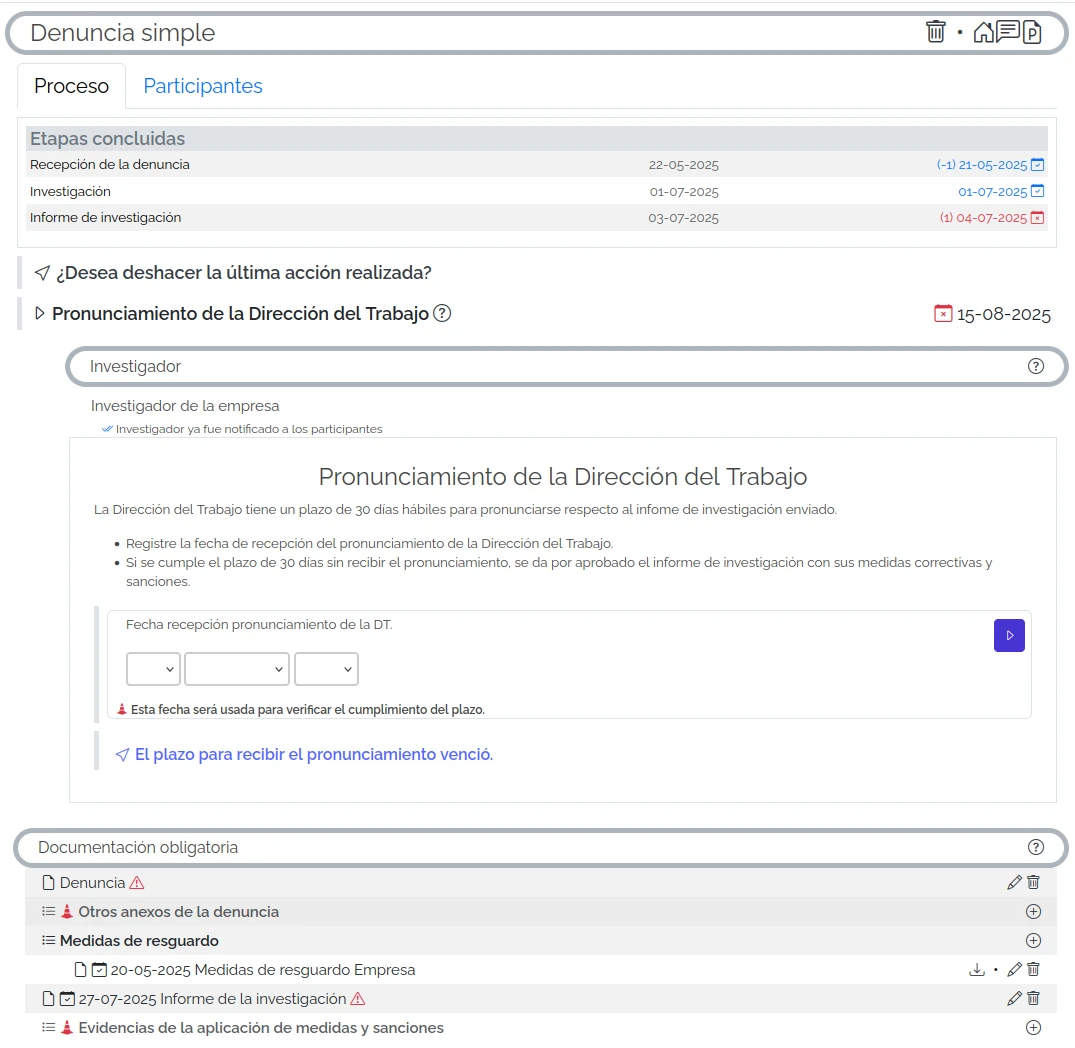 Denuncia simple
Proceso
Participantes
Etapas concluidas
Recepción de la denuncia 22-05-2025 (-1) 21-05-2025
Investigación 01-07-2025 01-07-2025
Informe de investigación 03-07-2025 (1) 04-07-2025
¿Desea deshacer la última acción realizada?
Pronunciamiento de la Dirección del Trabajo 15-08-2025
Investigador
Investigador de la empresa
Investigador ya fue notificado a los participantes
Pronunciamiento de la Dirección del Trabajo
La Dirección del Trabajo tiene un plazo de 30 días hábiles para pronunciarse respecto al infome de investigación enviado.
• Registre la fecha de recepción del pronunciamiento de la Dirección del Trabajo.
• Si se cumple el plazo de 30 días sin recibir el pronunciamiento, se da por aprobado el informe de investigación con sus medidas correctivas y
sanciones.
Fecha recepción pronunciamiento de la DT.
Esta fecha será usada para verificar el cumplimiento del plazo.
El plazo para recibir el pronunciamiento venció.
Documentación obligatoria
Denuncia
Otros anexos de la denuncia
Medidas de resguardo
20-05-2025 Medidas de resguardo Empresa
27-07-2025 Informe de la investigación
Evidencias de la aplicación de medidas y sanciones